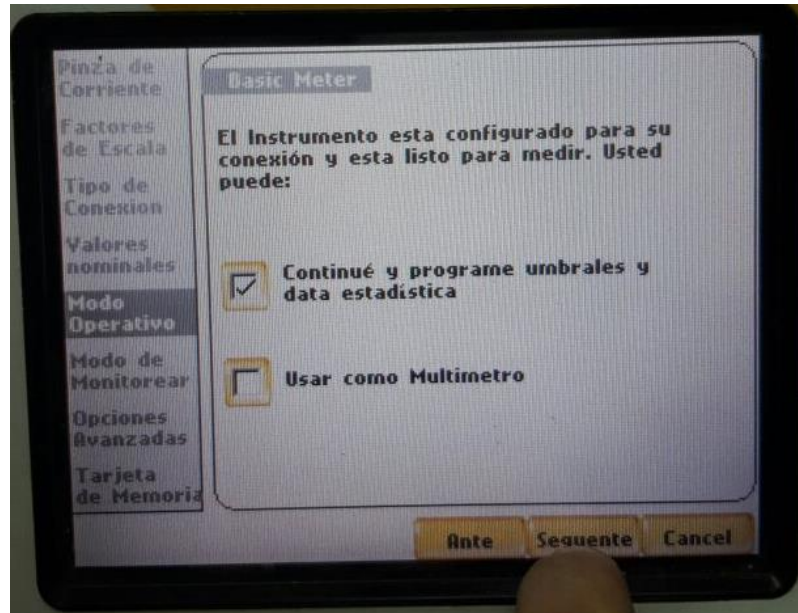 Pinza de
Corriente
Factores
de Escala
Tipo de
Conexion
Valores
nominales
Modo
Operativo
Modo de
Monitorear
Opciones
Avanzadas
Tarjeta
de Memoria
Basic Meter
El Instrumento esta configurado para su
conexión y esta listo para medir. Usted
puede:
Continué y programe umbrales y
data estadística
Usar como Multimetro
Ante
Seguente
Cancel